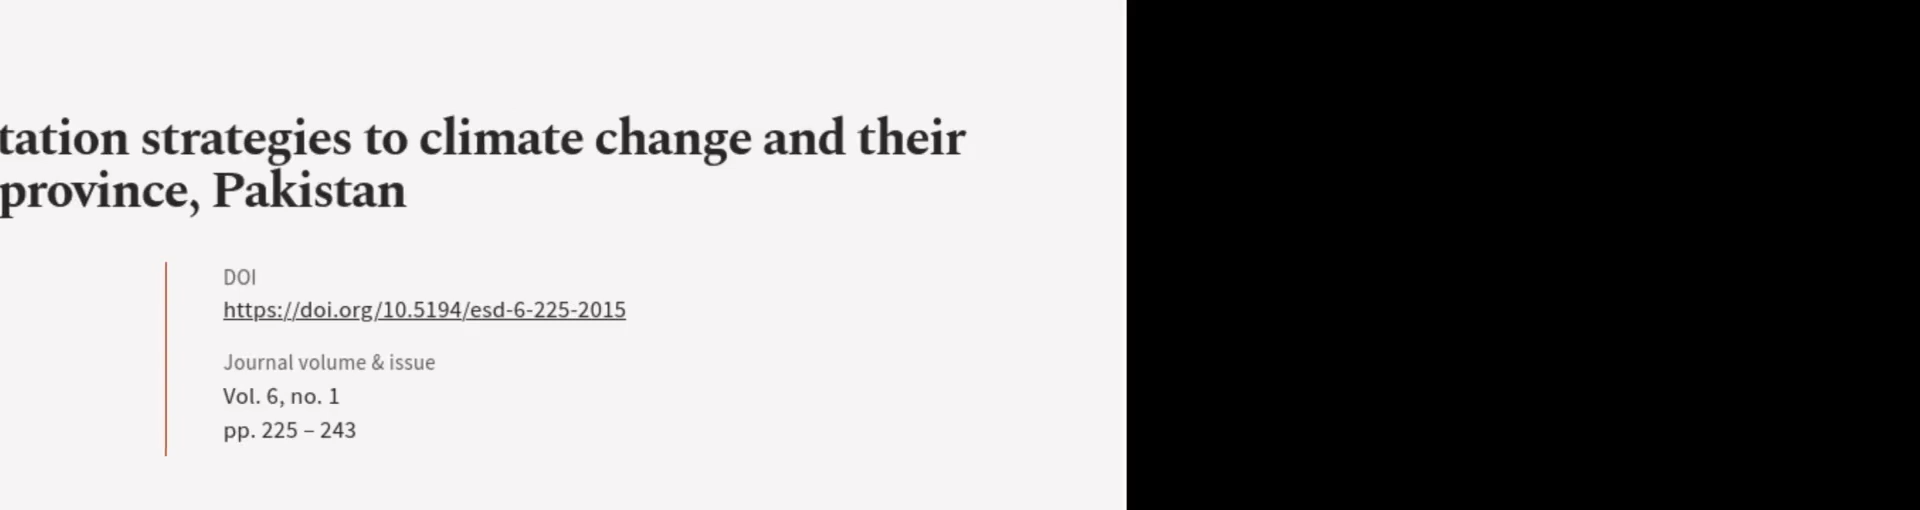 tation strategies to climate change and their
province, Pakistan
DOI
https://doi.org/10.5194/esd-6-225-2015
Journal volume & issue
Vol. 6, no. 1
pp. 225 – 243